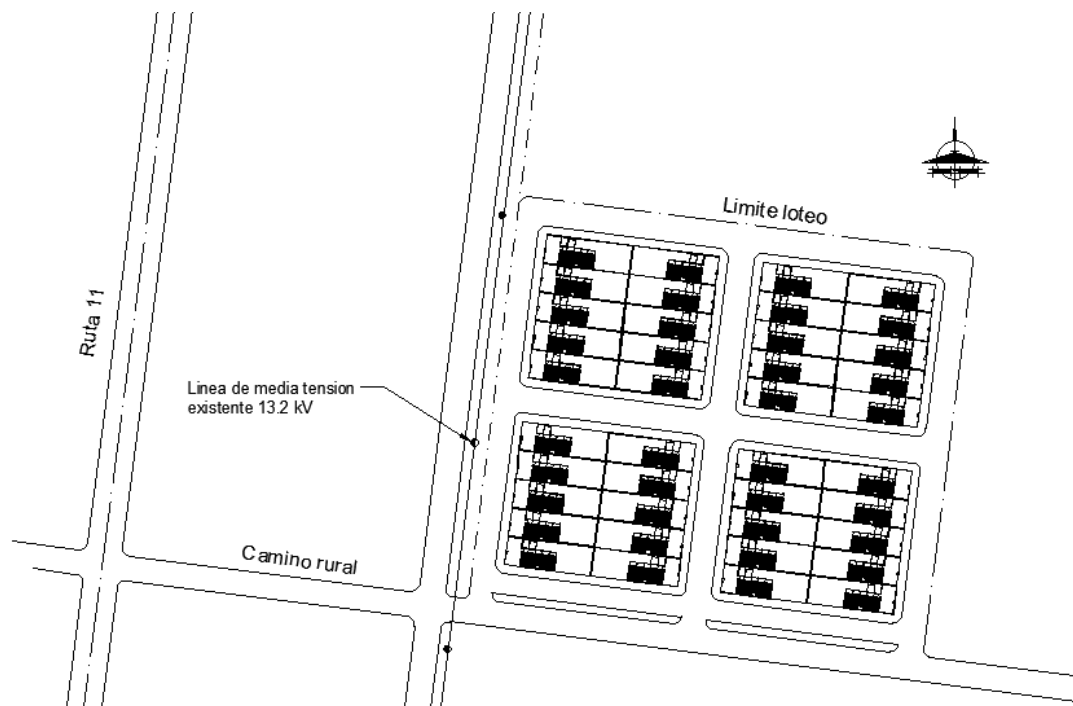 Limite loteo
Ruta 11
Linea de media tension
existente 13.2 kV
Camino rural